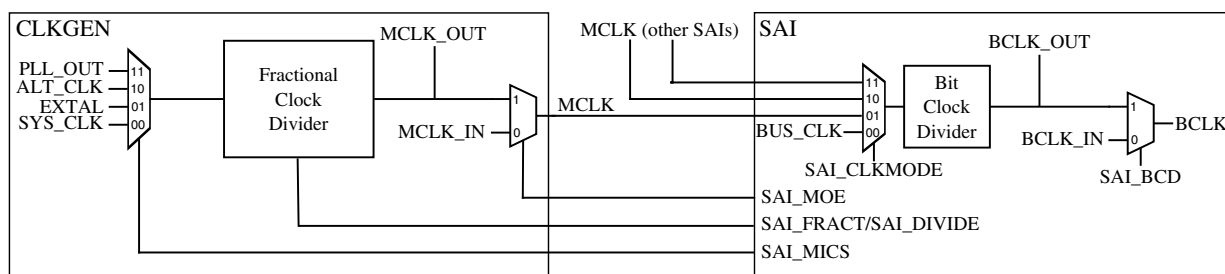 CLKGEN
PLL_OUT
ALT_CLK
EXTAL
SYS_CLK
11
10
01
00
Fractional
Clock
Divider
MCLK_OUT
MCLK_IN
1
0
MCLK
MCLK (other SAIs)
SAI
BUS_CLK
11
10
01
00
SAI_CLKMODE
Bit
Clock
Divider
BCLK_OUT
BCLK_IN
1
0
BCLK
SAI_BCD
SAI_MOE
SAI_FRACT/SAI_DIVIDE
SAI_MICS